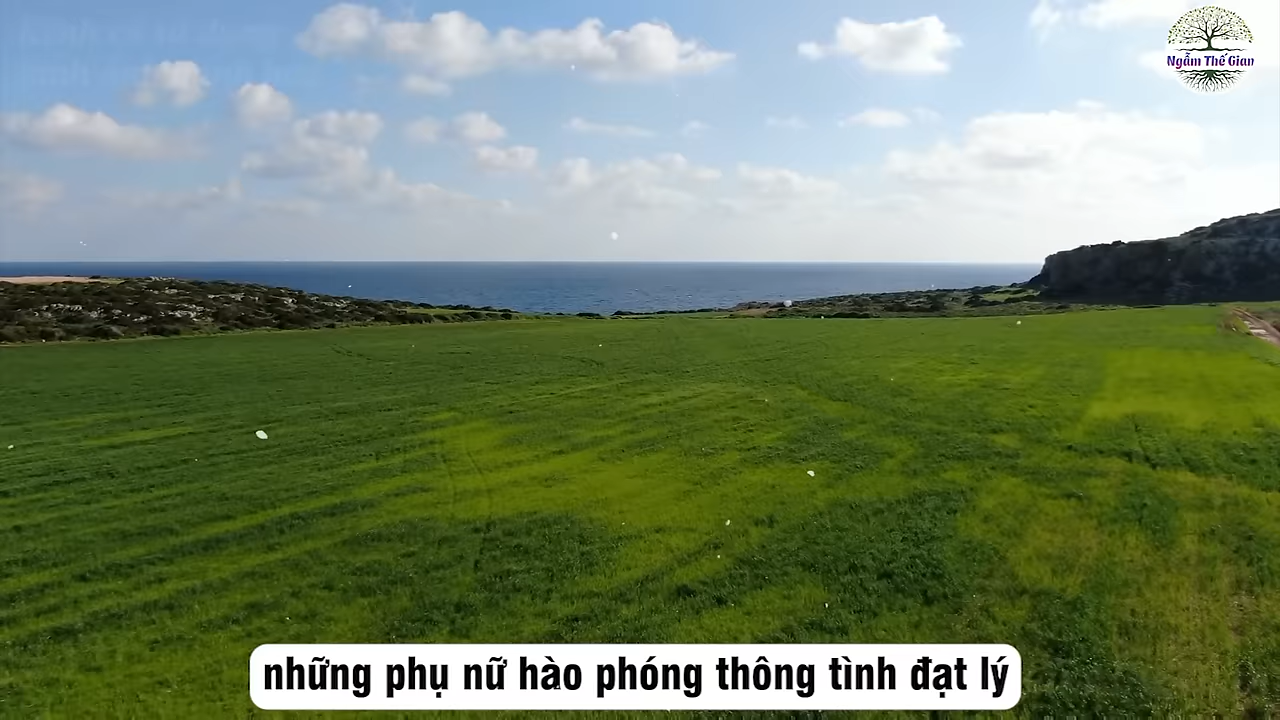 Ngẫm Thế Gian
những phụ nữ hào phóng thông tình đạt lý